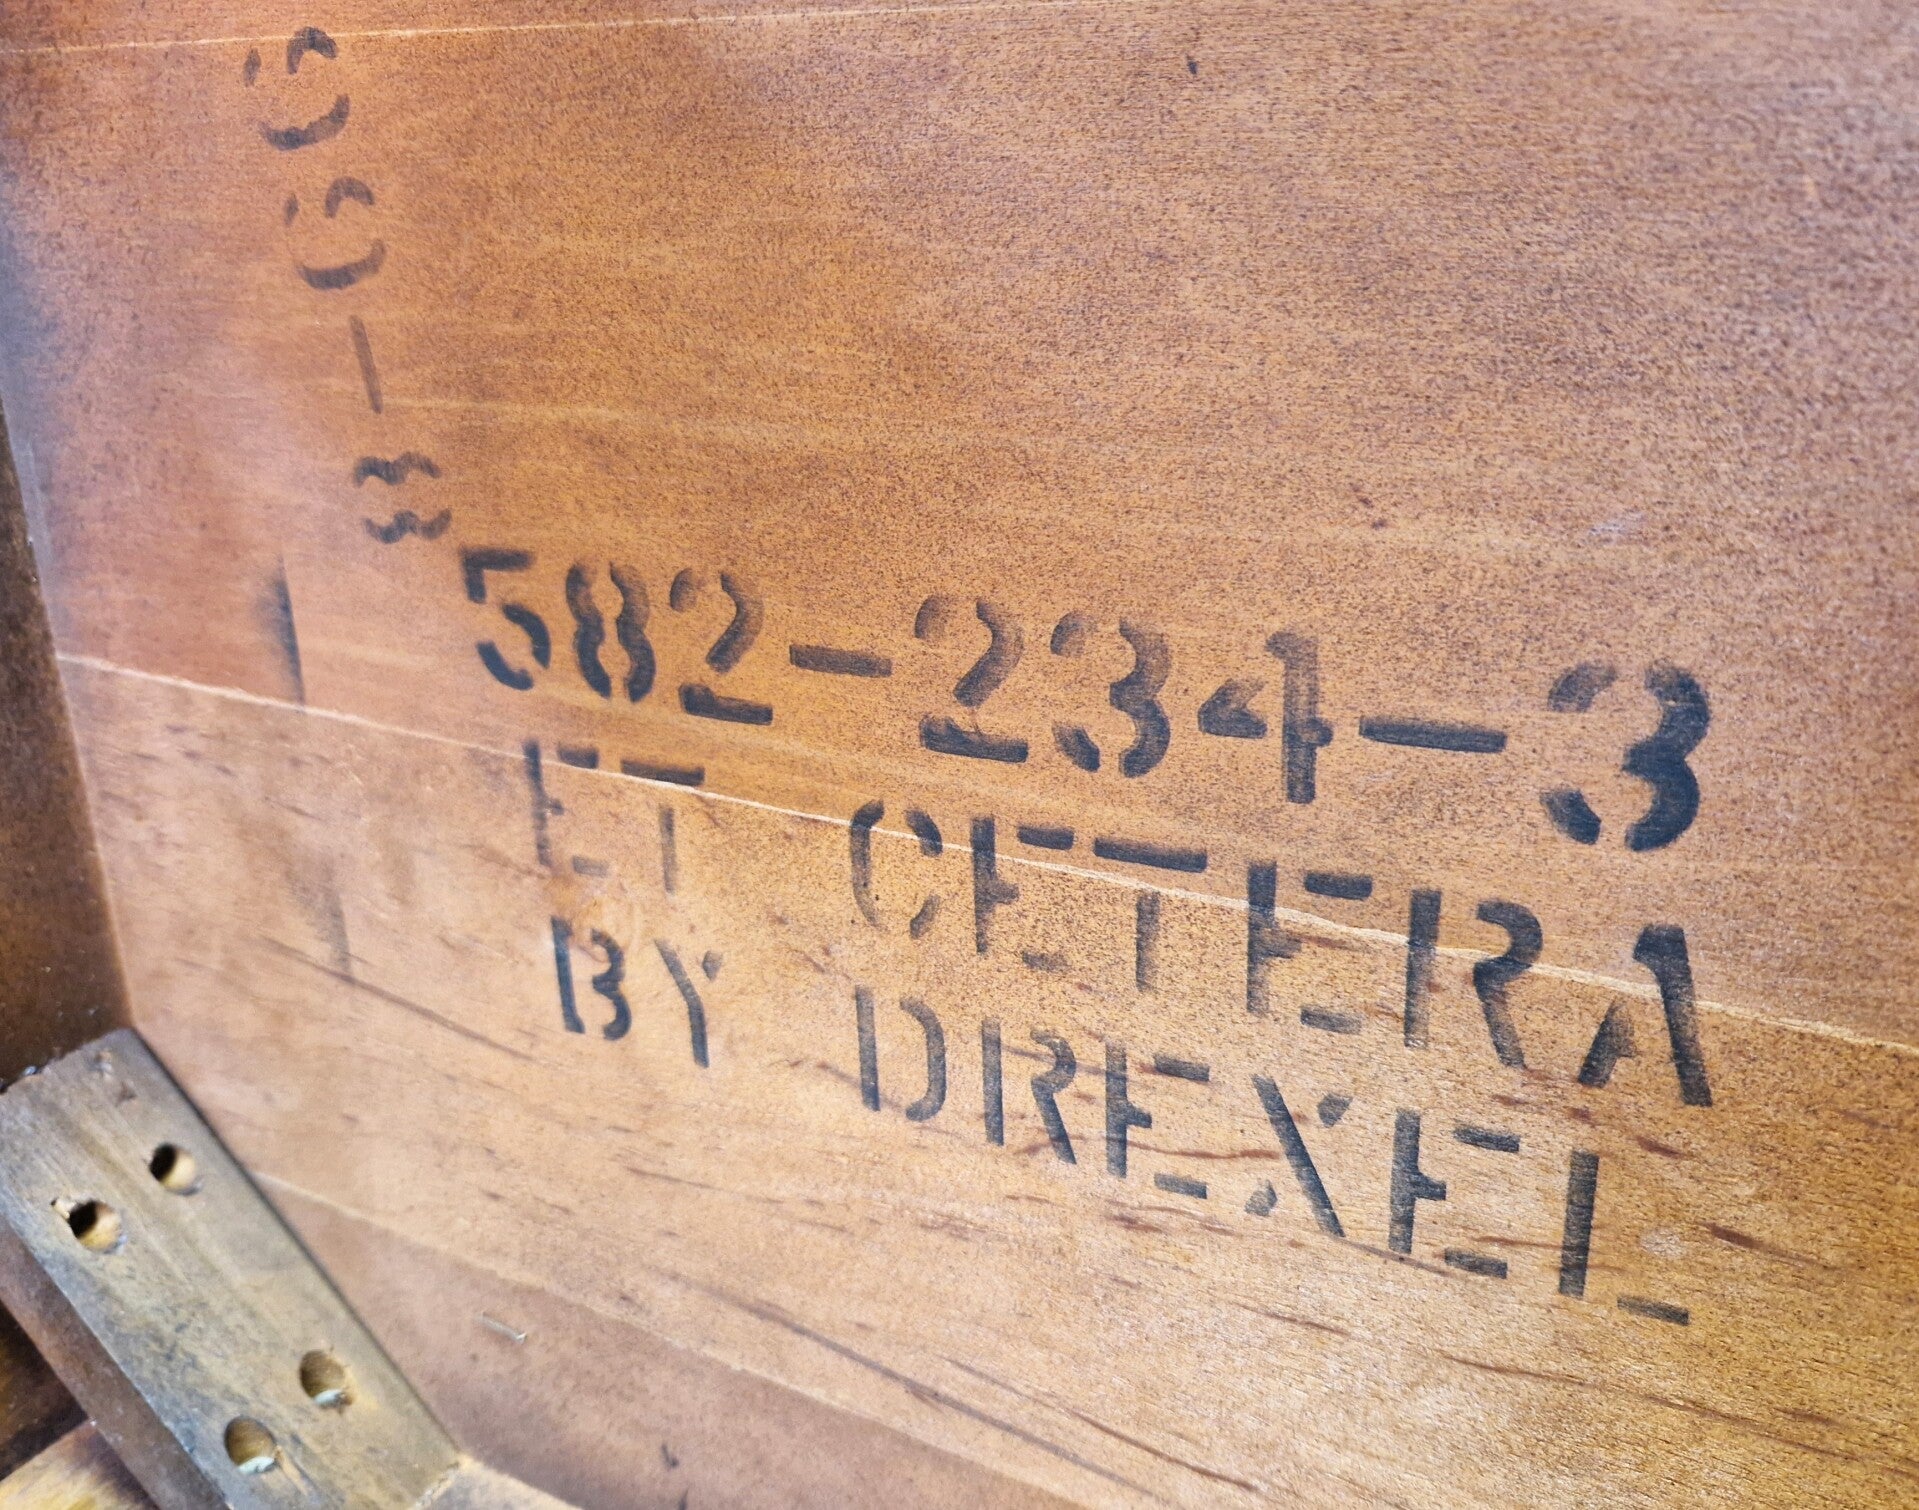 582-234-3
ET CETERA
BY DREXEL